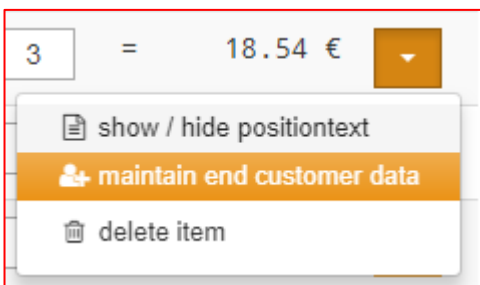 3 = 18.54 €
show / hide positiontext
maintain end customer data
delete item